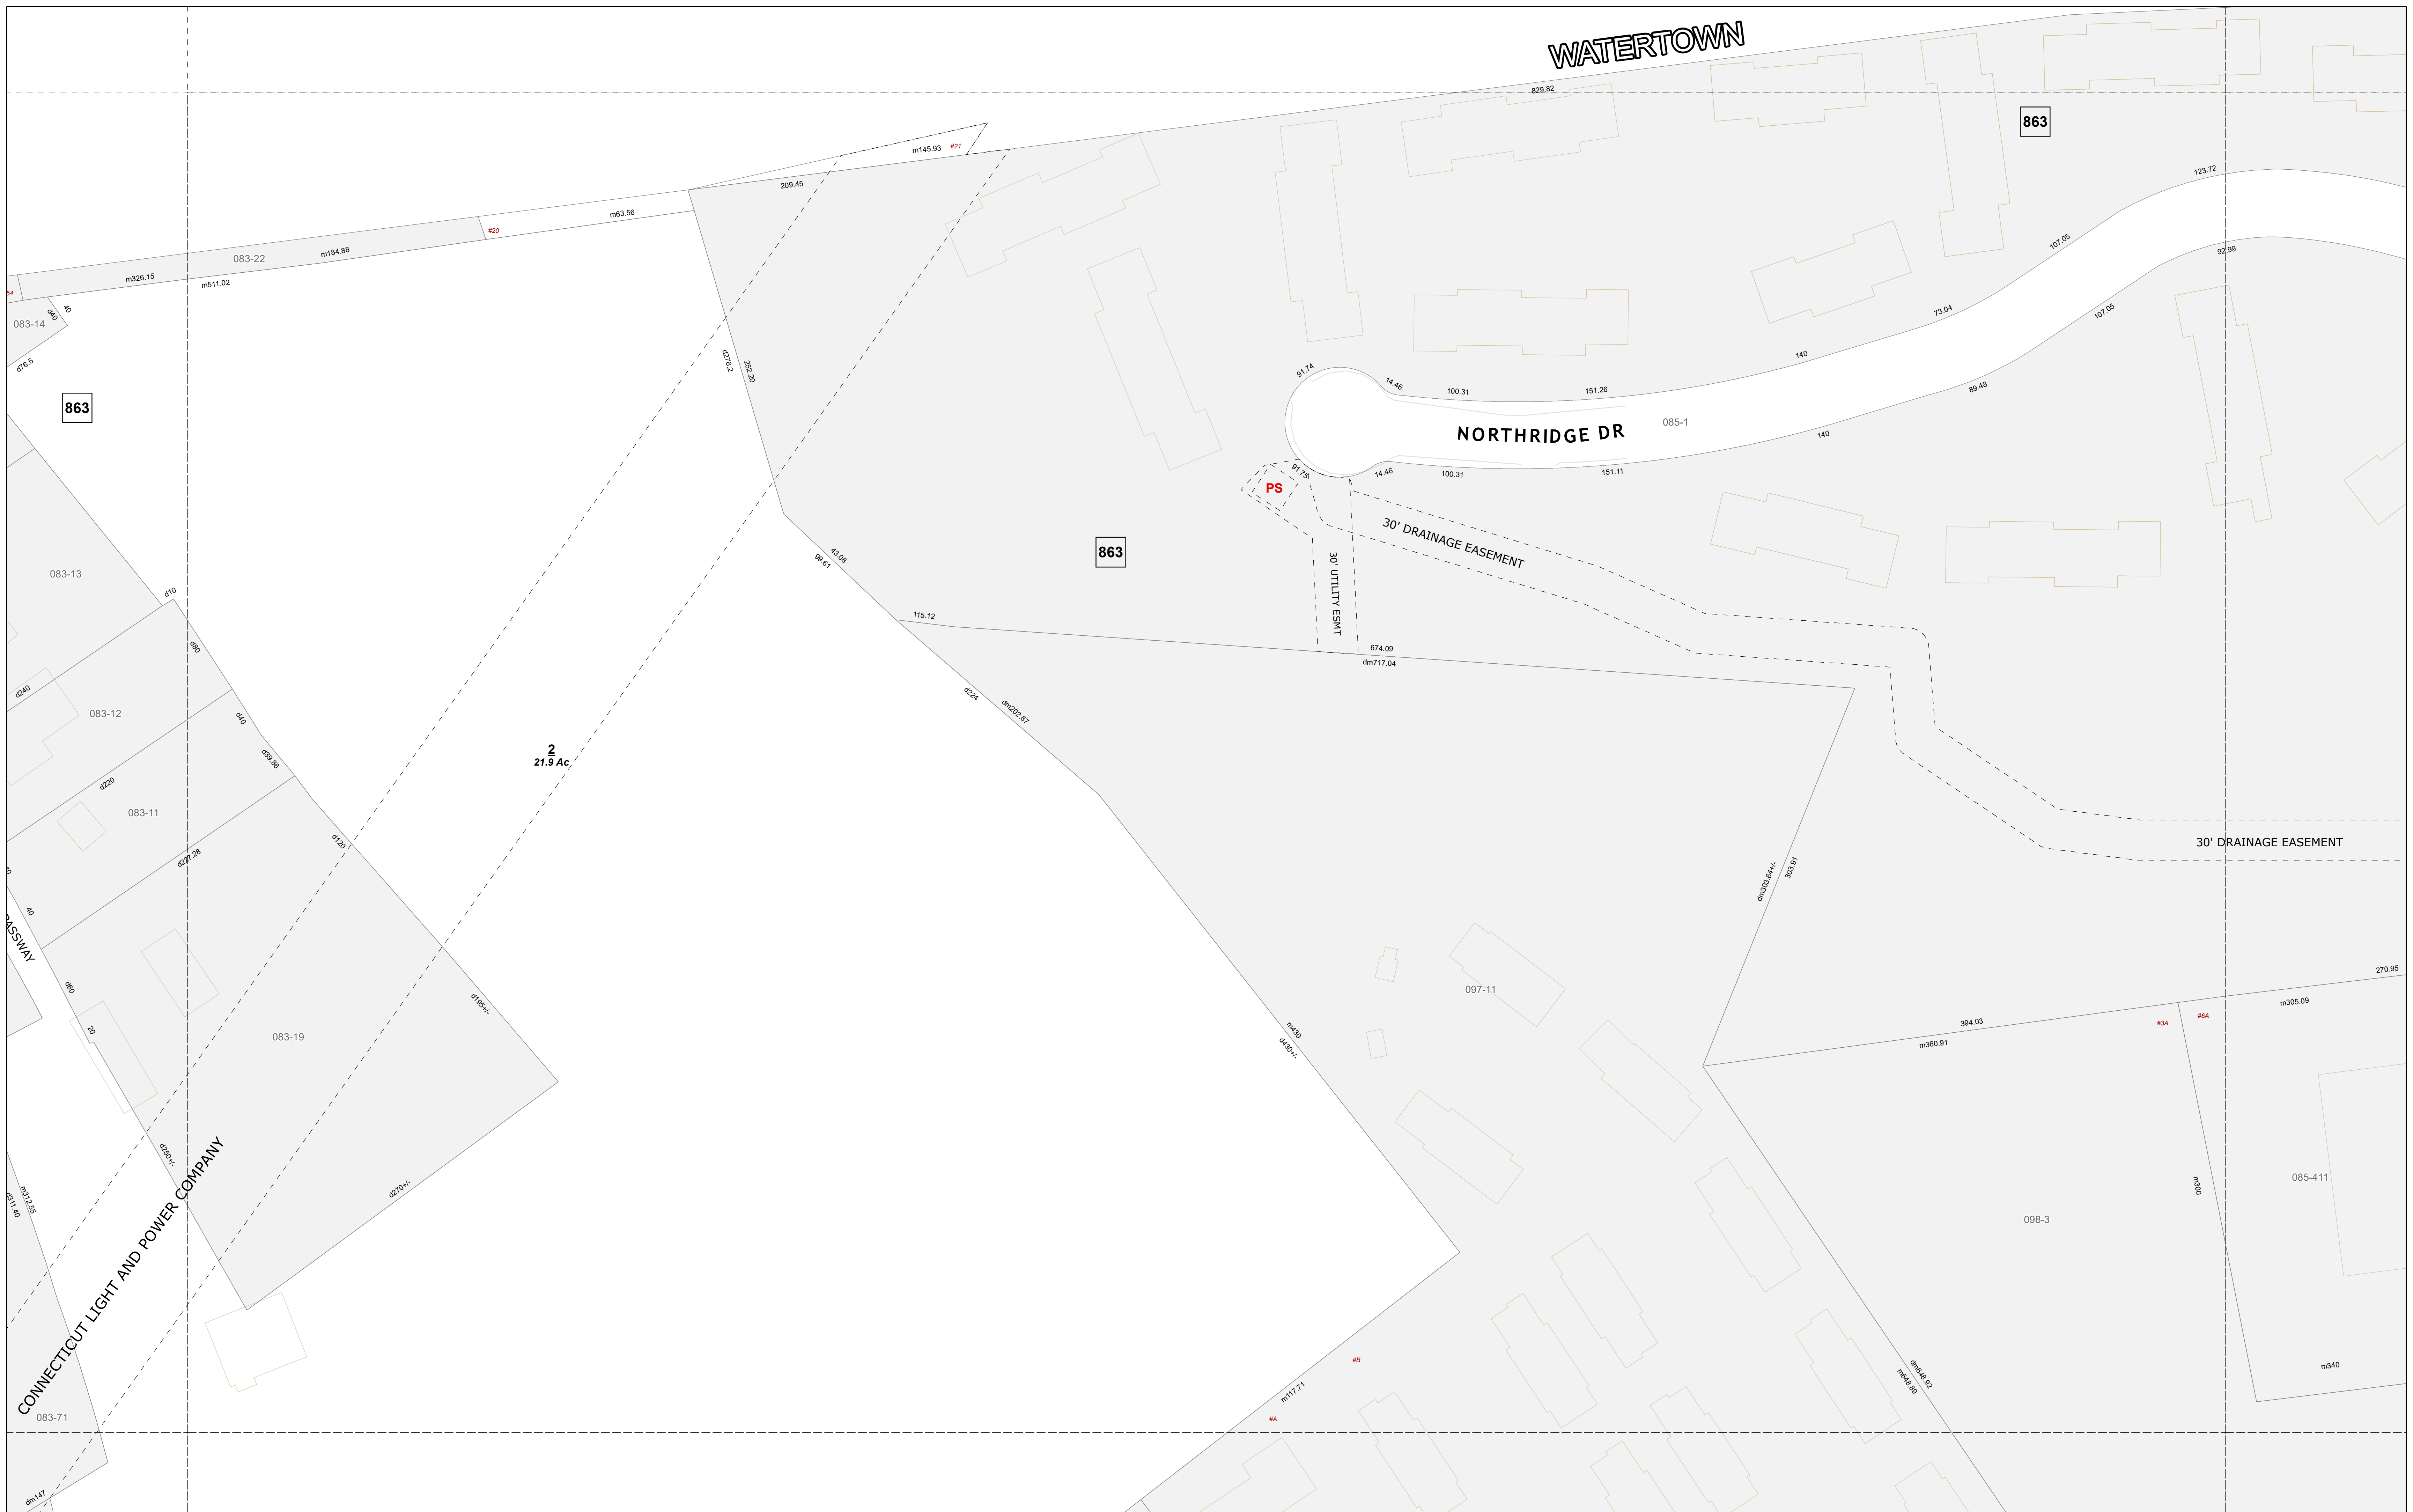 WATERTOWN
829.82
863
m145.93
#21
209.45
123.72
m63.56
#20
107.05
083-22
m184.88
92.99
m326.15
m511.02
40
d40
083-14
73.04
107.05
140
d76.5
d276.2
252.20
91.74
14.46
100.31
151.26
89.48
863
NORTHRIDGE DR
085-1
140
91.75
14.46
100.31
151.11
PS
30' DRAINAGE EASEMENT
863
43.08
99.61
083-13
30' UTILITY ESMT
d10
115.12
d80
674.09
dm717.04
d240
d224
dm202.87
083-12
d40
2
21.9 Ac
d39.86
d220
083-11
d120
30' DRAINAGE EASEMENT
d227.28
dm303.64+/-
303.91
40
PASSWAY
270.95
097-11
d60
d195+/-
m305.09
#6A
#3A
20
394.03
m430
083-19
m360.91
d430+/-
d250+/-
085-411
d270+/-
m300
m312.55
d311.40
098-3
CONNECTICUT LIGHT AND POWER COMPANY
#B
m340
dm648.92
m648.89
m117.71
083-71
#A
dm147